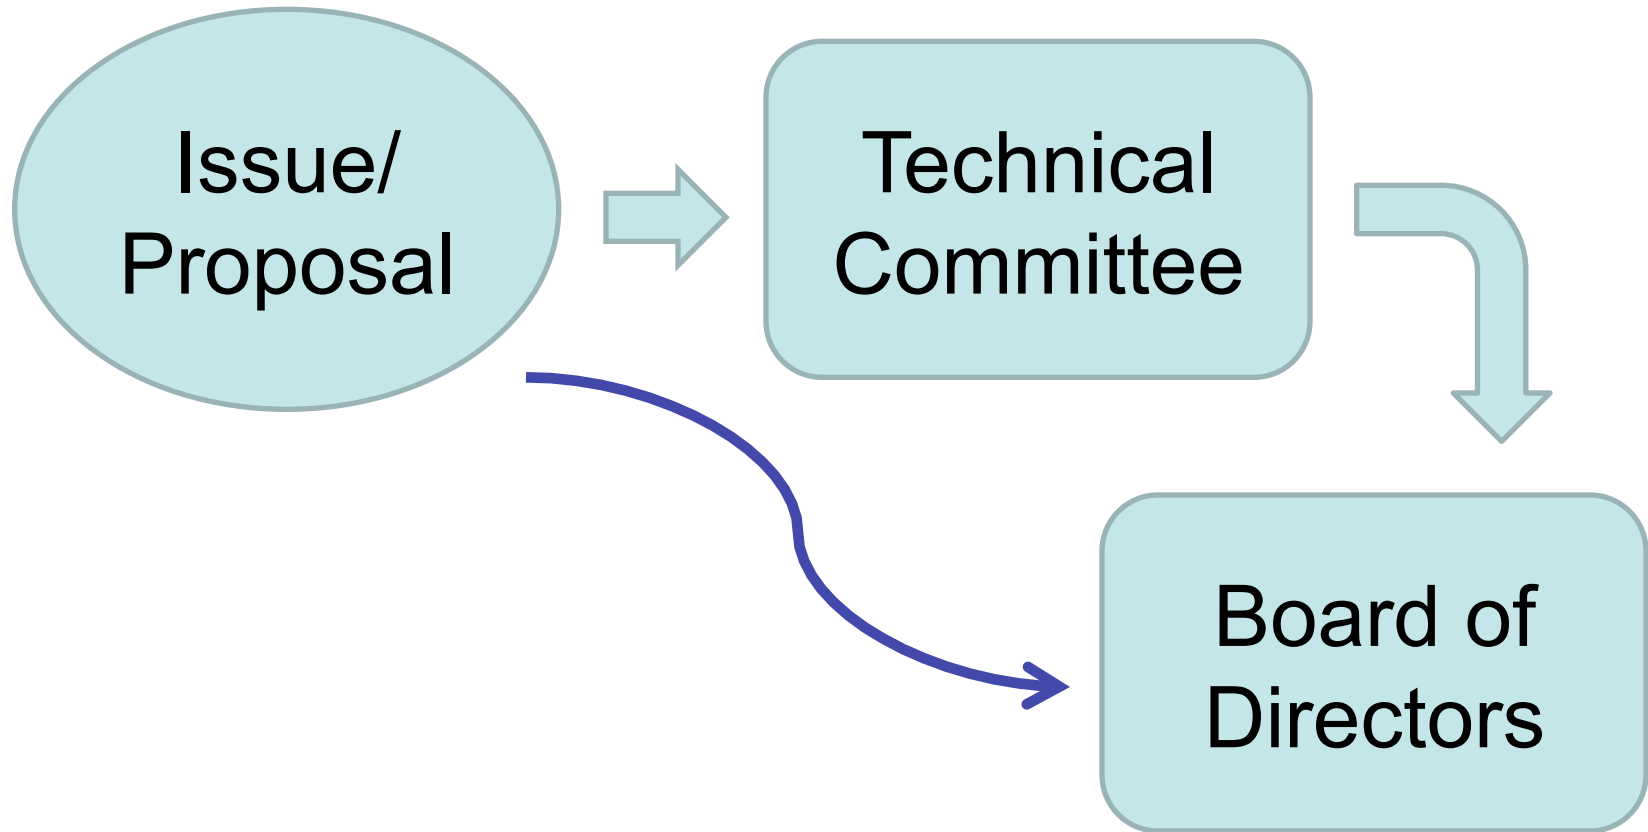 Issue/
Proposal
Technical
Committee
Board of
Directors